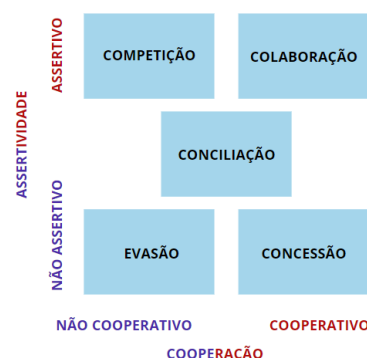 ASSERTIVIDADE
ASSERTIVO
NÃO ASSERTIVO
COMPETIÇÃO
COLABORAÇÃO
CONCILIAÇÃO
EVASÃO
CONCESSÃO
NÃO COOPERATIVO
COOPERATIVO
COOPERAÇÃO